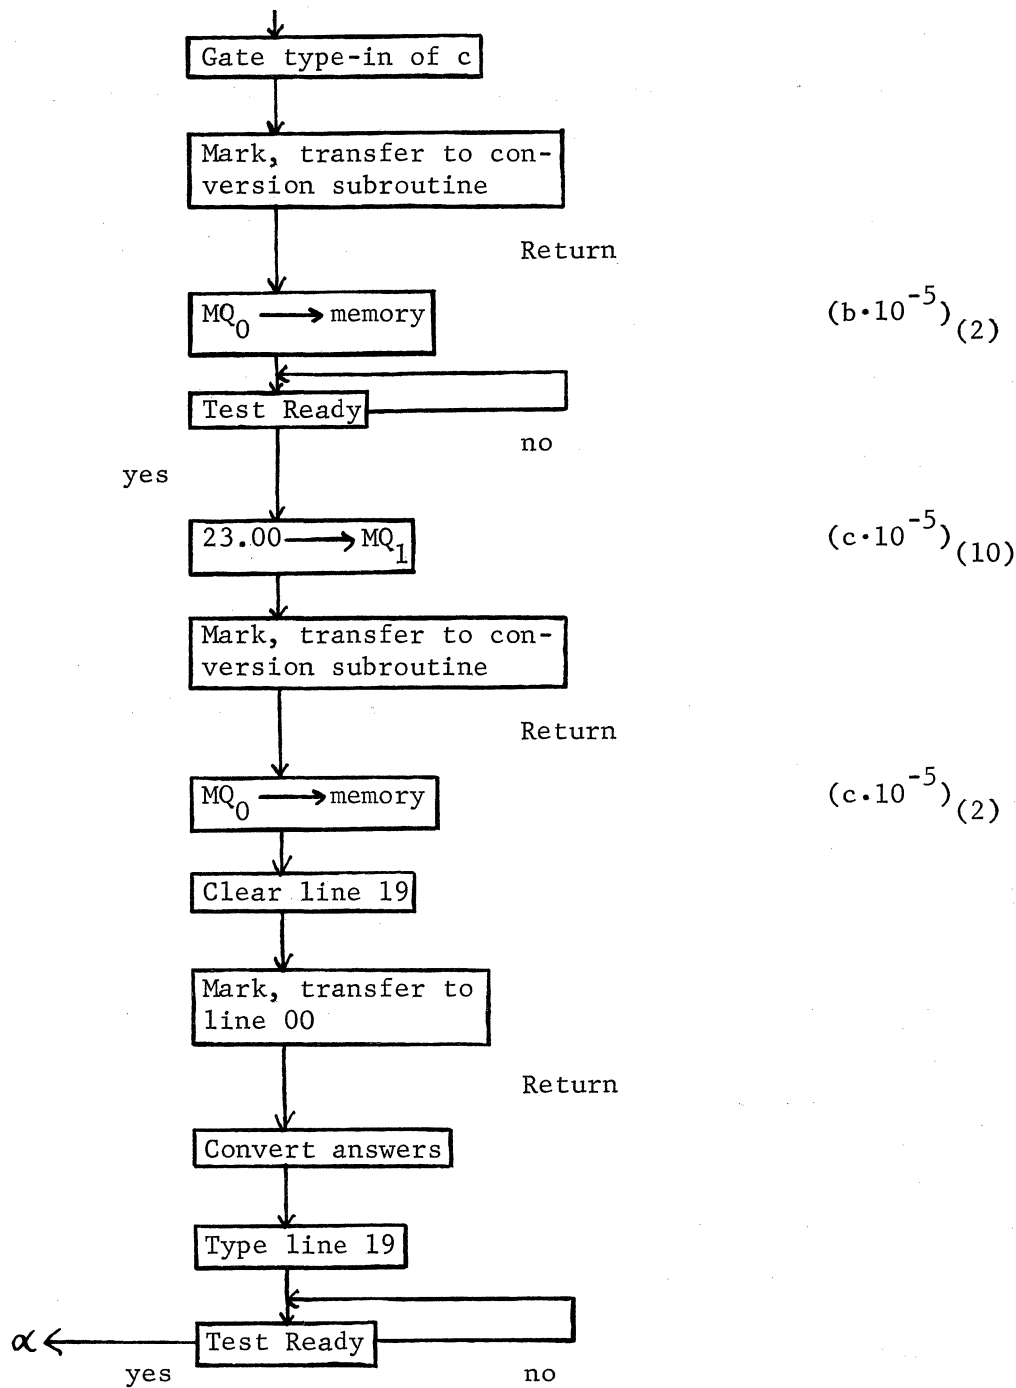 Gate type-in of c
Mark, transfer to con-
version subroutine
Return
MQ0 → memory (b·10-5)(2)
Test Ready
no
yes
23.00 → MQ1 (c·10-5)(10)
Mark, transfer to con-
version subroutine
Return
MQ0 → memory (c·10-5)(2)
Clear line 19
Mark, transfer to
line 00
Return
Convert answers
Type line 19
α Test Ready
yes no